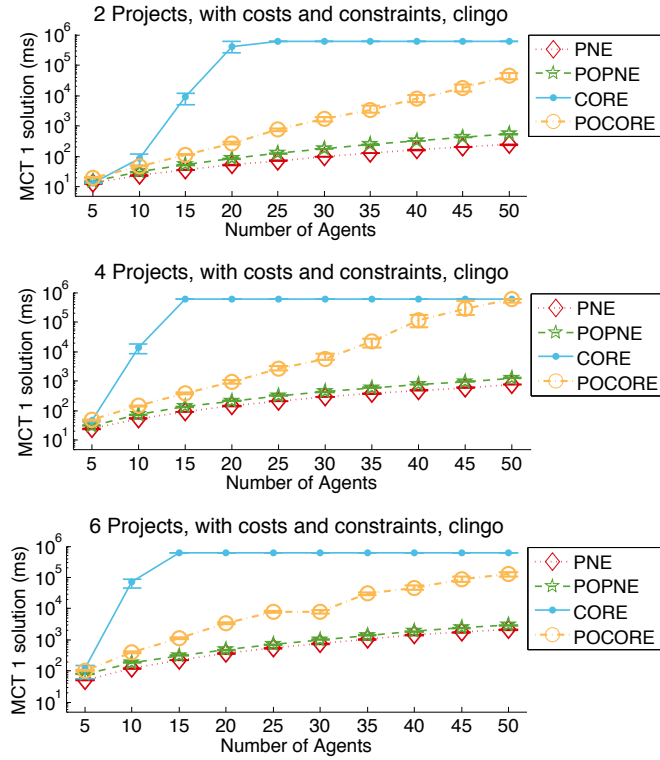 2 Projects, with costs and constraints, clingo
MCT 1 solution (ms)
10^6
10^5
10^4
10^3
10^2
10^1
5 10 15 20 25 30 35 40 45 50
Number of Agents
PNE
POPNE
CORE
POCORE
4 Projects, with costs and constraints, clingo
MCT 1 solution (ms)
10^6
10^5
10^4
10^3
10^2
10^1
5 10 15 20 25 30 35 40 45 50
Number of Agents
PNE
POPNE
CORE
POCORE
6 Projects, with costs and constraints, clingo
MCT 1 solution (ms)
10^6
10^5
10^4
10^3
10^2
10^1
5 10 15 20 25 30 35 40 45 50
Number of Agents
PNE
POPNE
CORE
POCORE